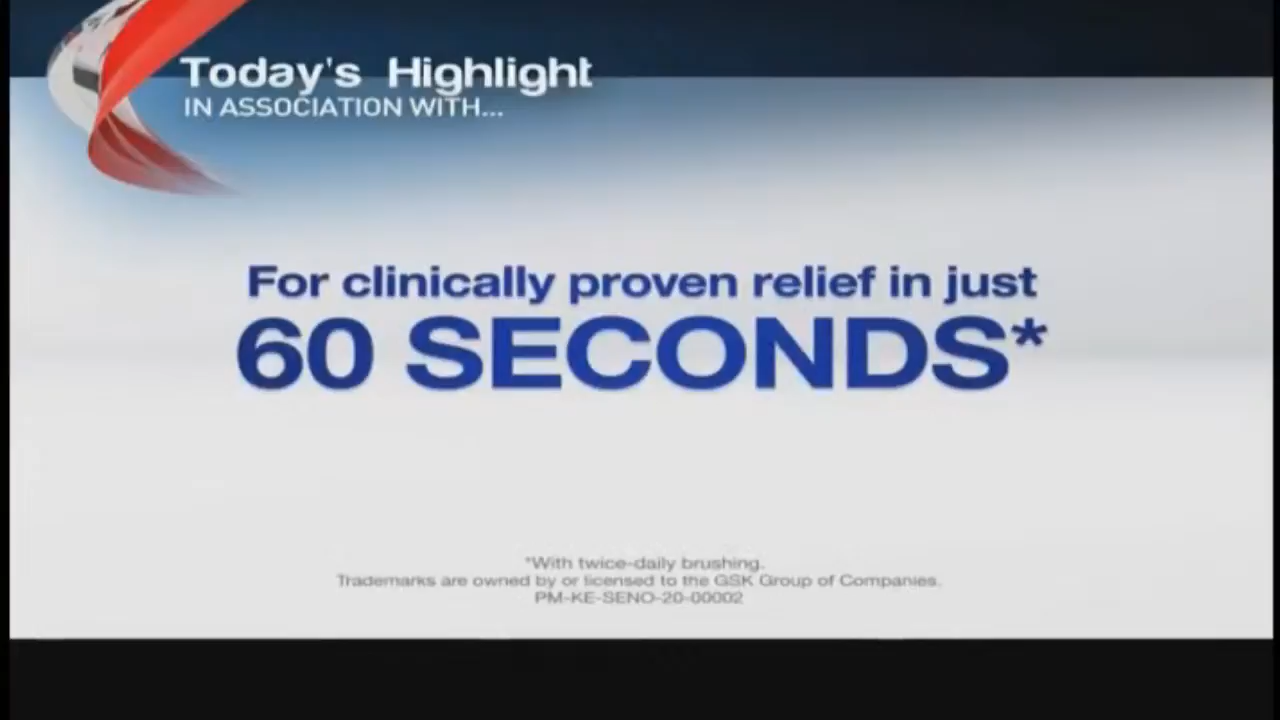 Today's Highlight
IN ASSOCIATION WITH...
For clinically proven relief in just
60 SECONDS*
*With twice-daily brushing.
Trademarks are owned by or licensed to the GSK Group of Companies.
PM-KE-SENO-20-00002